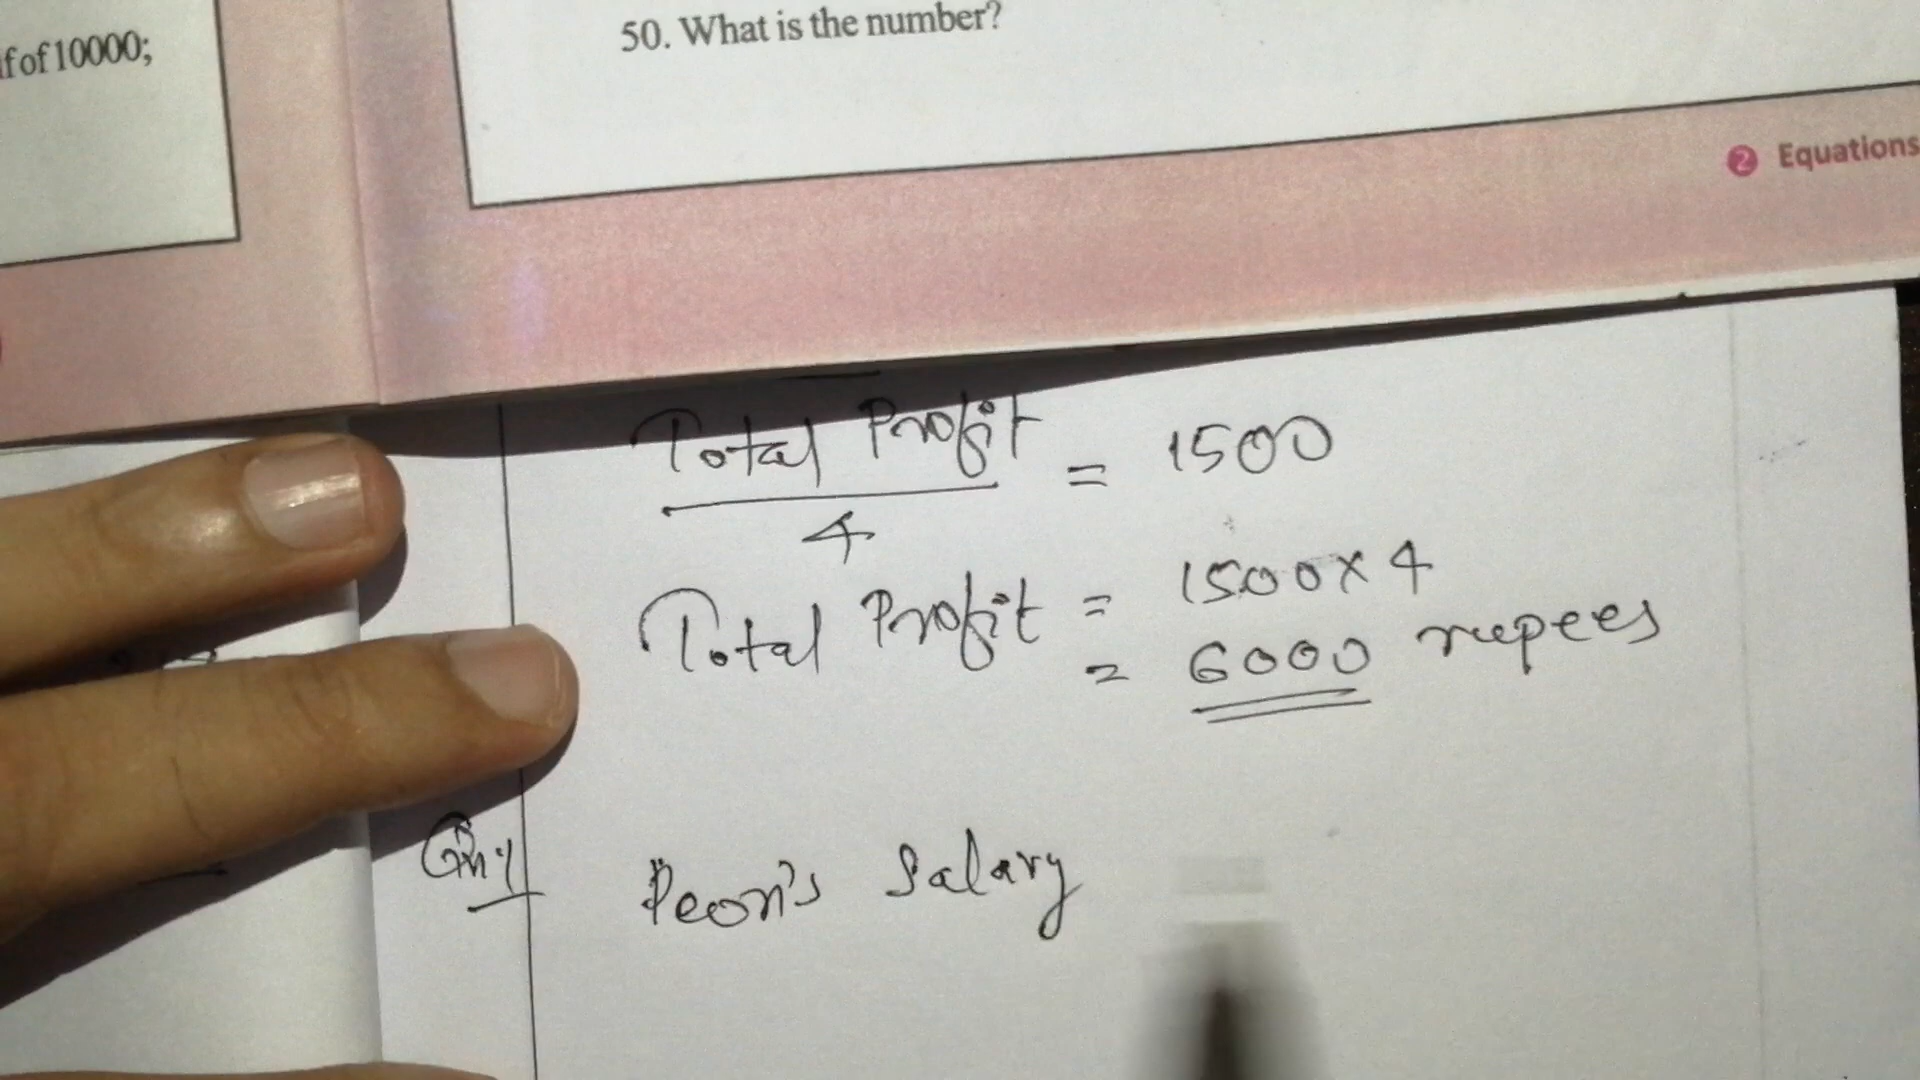 f of 10000;
50. What is the number?
2 Equations
Total Profit
———— = 1500
4
Total Profit = 1500 × 4
= 6000 rupees
Peon's Salary